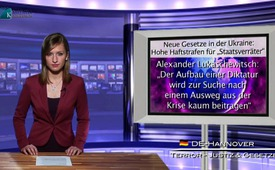 Neue Gesetze in der Ukraine:
Hohe Haftstrafen für „Staatsverräter"
Alexander Lukaschewitsch:
"Der Aufbau einer Diktatur
wird zur Suche nach
einem Ausweg aus der
Krise kaum beitragen"
DE-HANNOVER
TERROR - JUSTIZ & GESETZE